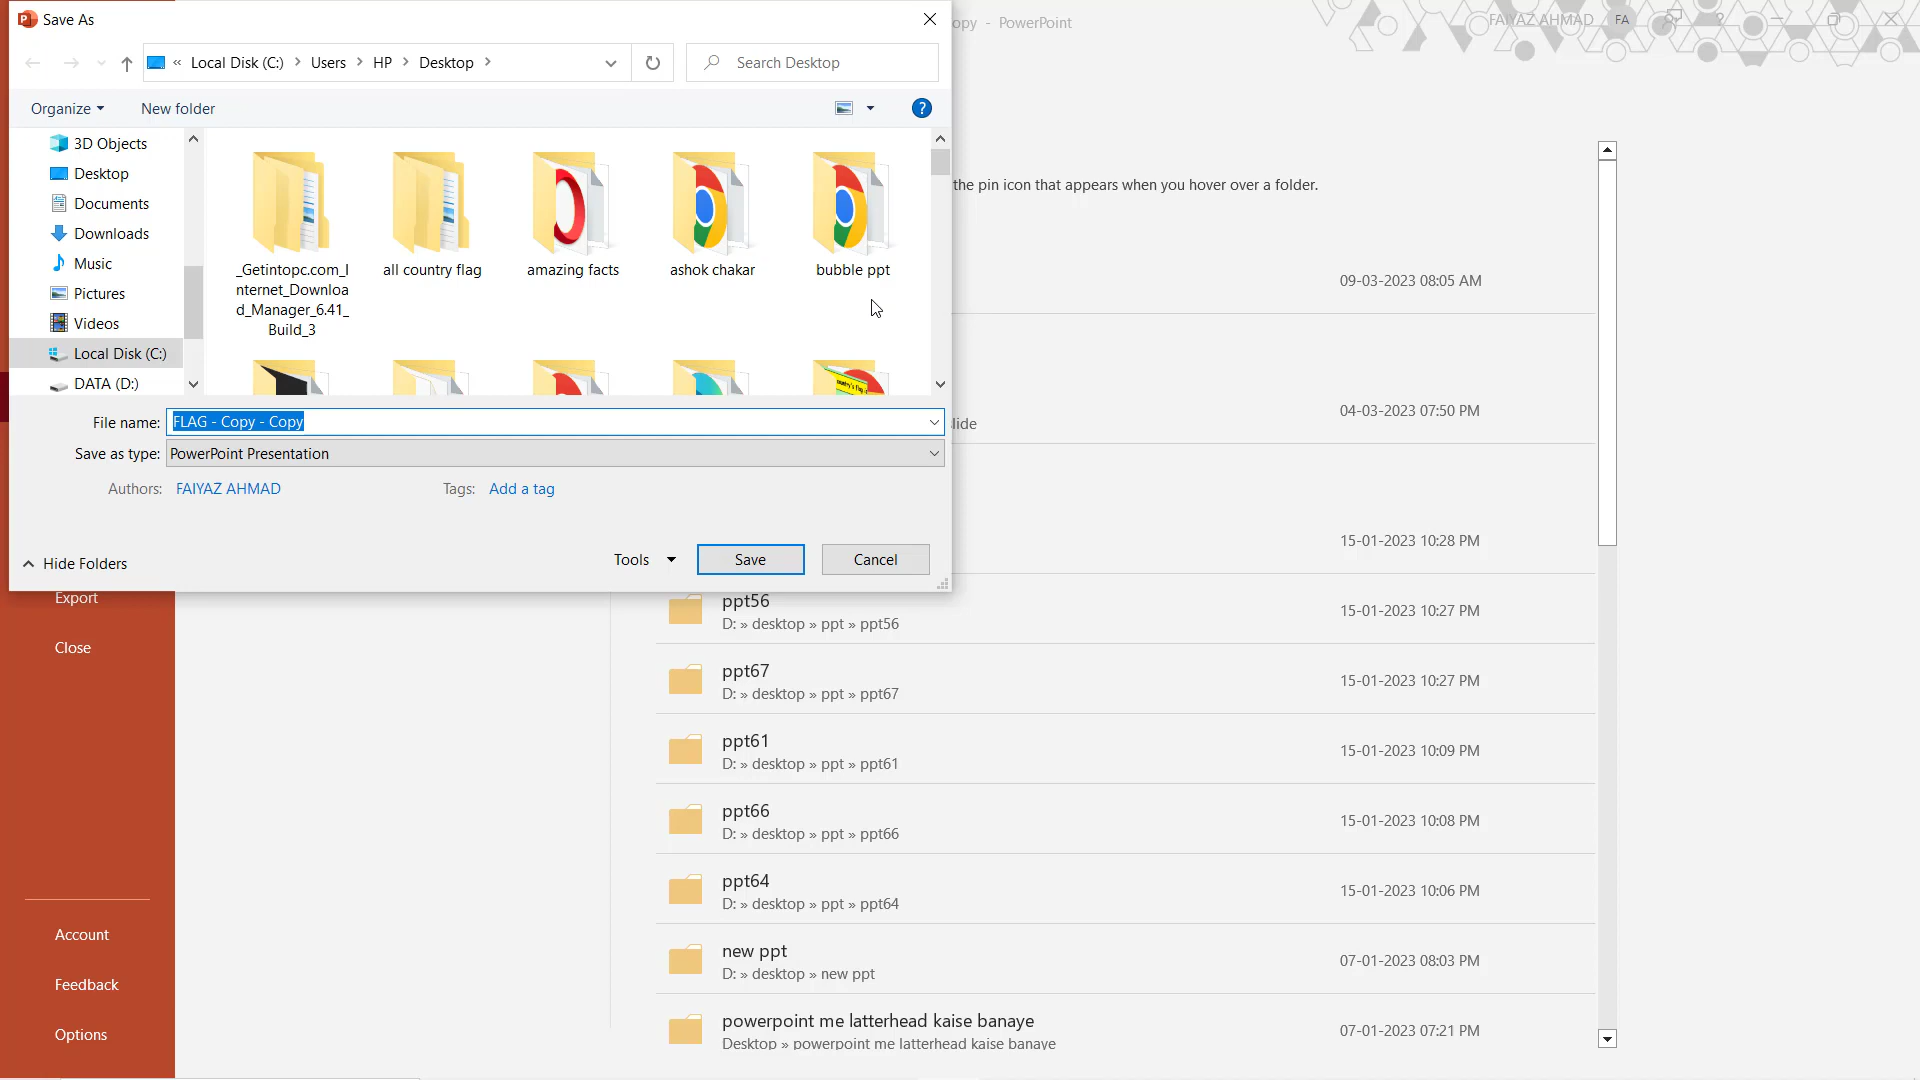 Save As
opy - PowerPoint
FAIYAZ AHMAD FA
« Local Disk (C:) > Users > HP > Desktop >
Search Desktop
Organize
New folder
3D Objects
Desktop
Documents
Downloads
Music
Pictures
Videos
Local Disk (C:)
DATA (D:)
_Getintopc.com_I
nternet_Downloa
d_Manager_6.41_
Build_3
all country flag
amazing facts
ashok chakar
bubble ppt
File name: FLAG - Copy - Copy
Save as type: PowerPoint Presentation
Authors: FAIYAZ AHMAD
Tags: Add a tag
Hide Folders
Tools
Save
Cancel
the pin icon that appears when you hover over a folder.
09-03-2023 08:05 AM
04-03-2023 07:50 PM
lide
15-01-2023 10:28 PM
ppt56
D: » desktop » ppt » ppt56
15-01-2023 10:27 PM
ppt67
D: » desktop » ppt » ppt67
15-01-2023 10:27 PM
ppt61
D: » desktop » ppt » ppt61
15-01-2023 10:09 PM
ppt66
D: » desktop » ppt » ppt66
15-01-2023 10:08 PM
ppt64
D: » desktop » ppt » ppt64
15-01-2023 10:06 PM
new ppt
D: » desktop » new ppt
07-01-2023 08:03 PM
powerpoint me latterhead kaise banaye
Desktop » powerpoint me latterhead kaise banaye
07-01-2023 07:21 PM
Export
Close
Account
Feedback
Options